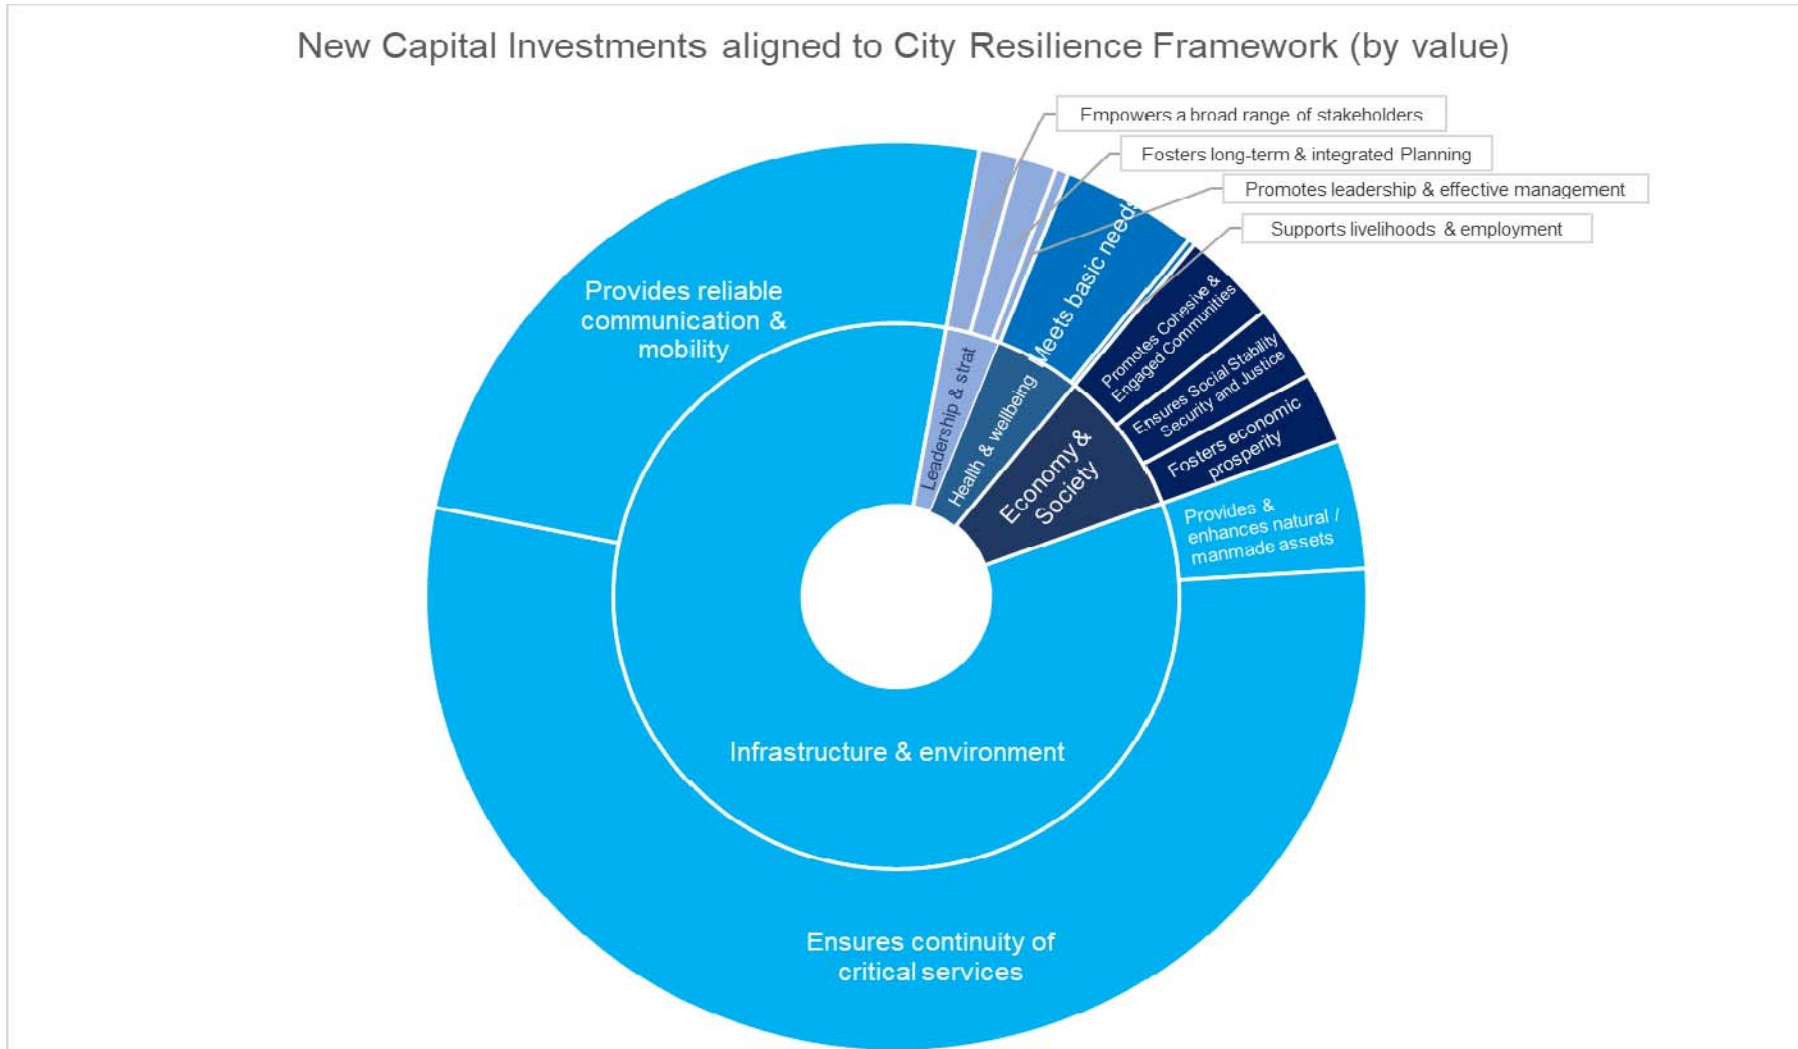 New Capital Investments aligned to City Resilience Framework (by value)
Empowers a broad range of stakeholders
Fosters long-term & integrated Planning
Promotes leadership & effective management
Supports livelihoods & employment
Provides reliable
communication &
mobility
Leadership & strat
Meets basic needs
Health & wellbeing
Promotes Cohesive &
Engaged Communities
Ensures Social Stability
Security and Justice
Fosters economic
prosperity
Economy &
Society
Provides &
enhances natural /
manmade assets
Infrastructure & environment
Ensures continuity of
critical services